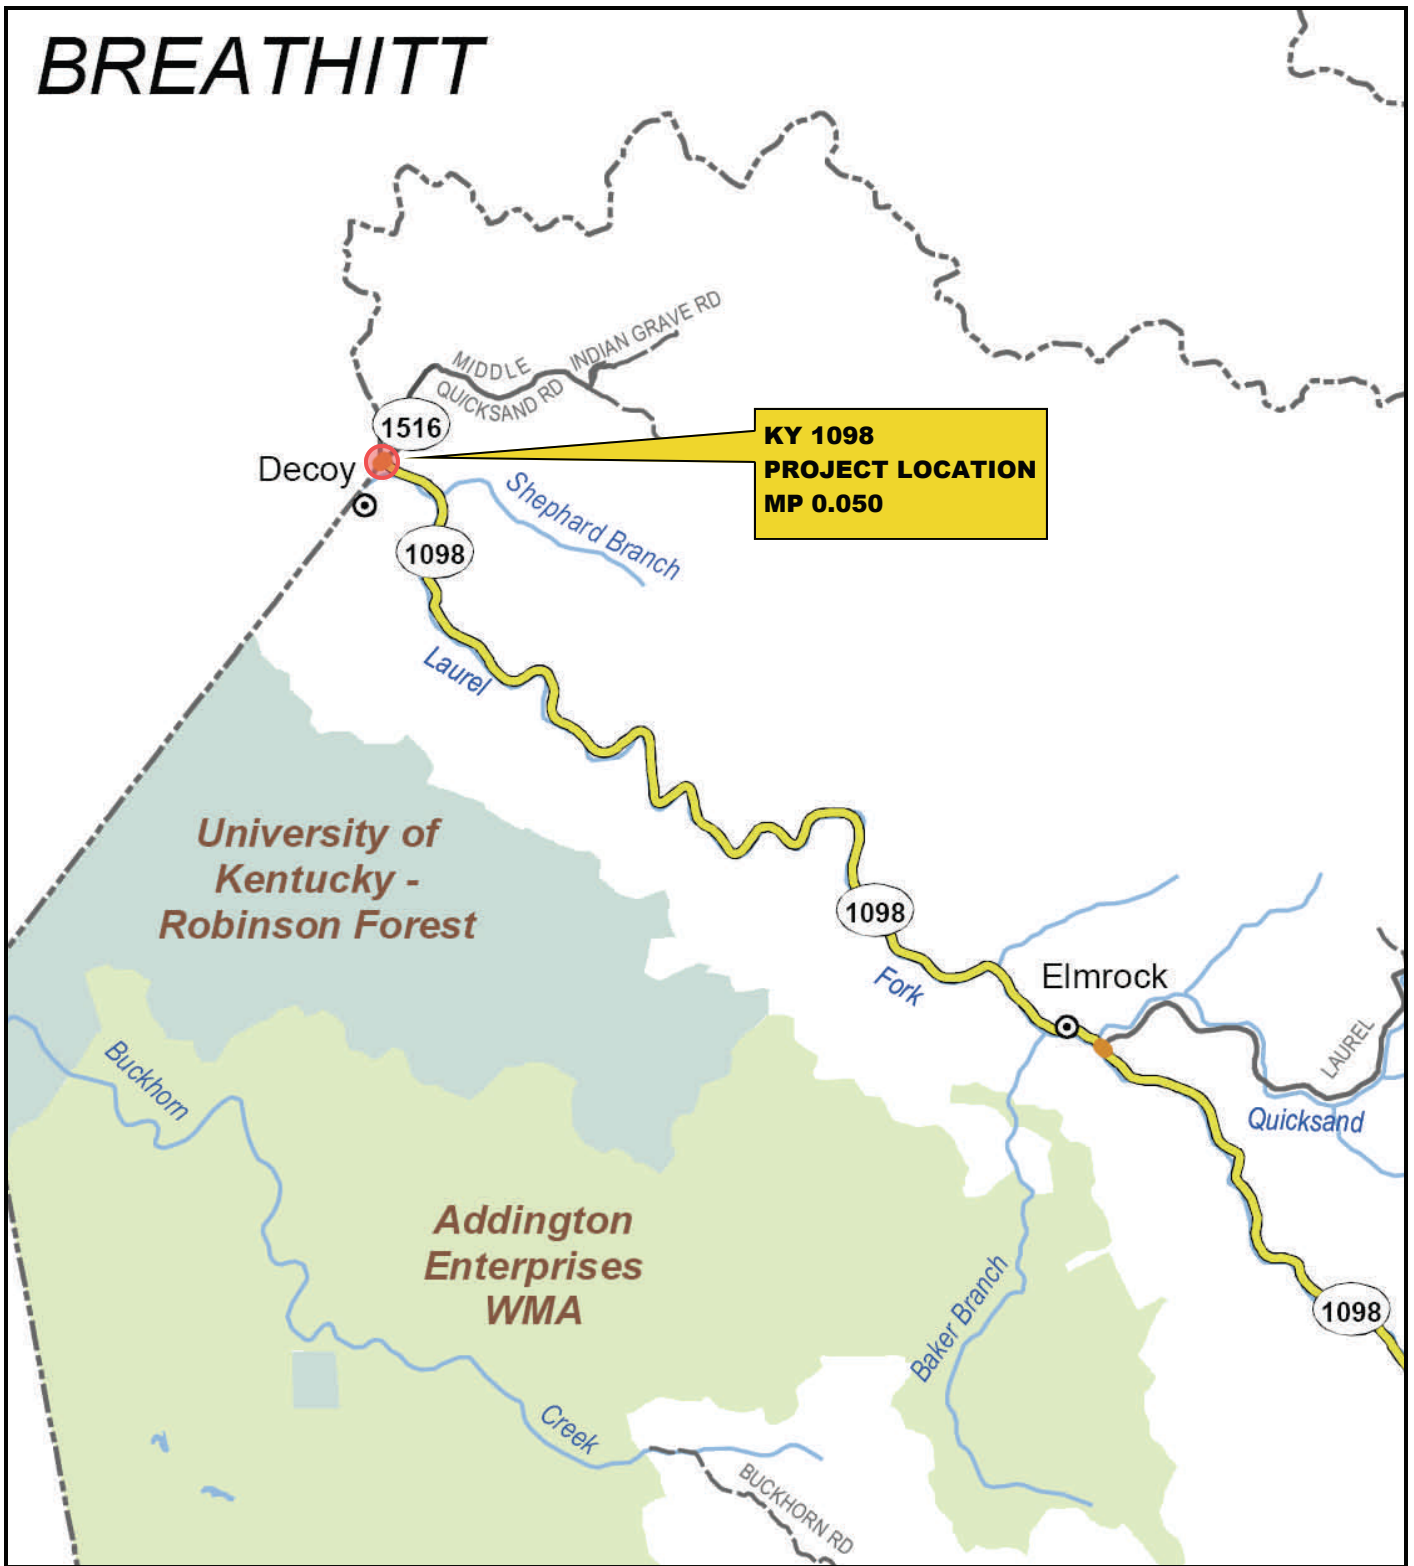 BREATHITT
INDIAN GRAVE RD
MIDDLE
QUICKSAND RD
1516
KY 1098
PROJECT LOCATION
MP 0.050
Decoy
Shephard Branch
1098
Laurel
University of
Kentucky -
Robinson Forest
1098
Fork
Elmrock
LAUREL
Buckhorn
Quicksand
Addington
Enterprises
WMA
Baker Branch
1098
Creek
BUCKHORN RD